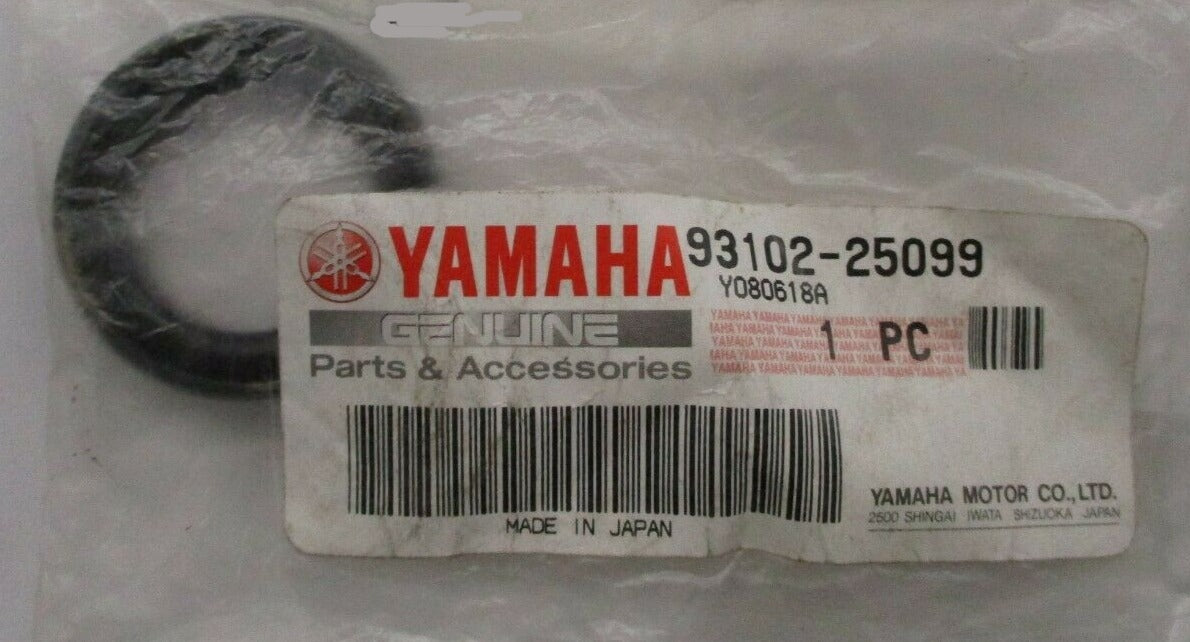 YAMAHA 93102-25099
Y080618A
GENUINE
1 PC
Parts & Accessories
YAMAHA MOTOR CO.,LTD.
2500 SHINGAI IWATA SHIZUOKA JAPAN
MADE IN JAPAN